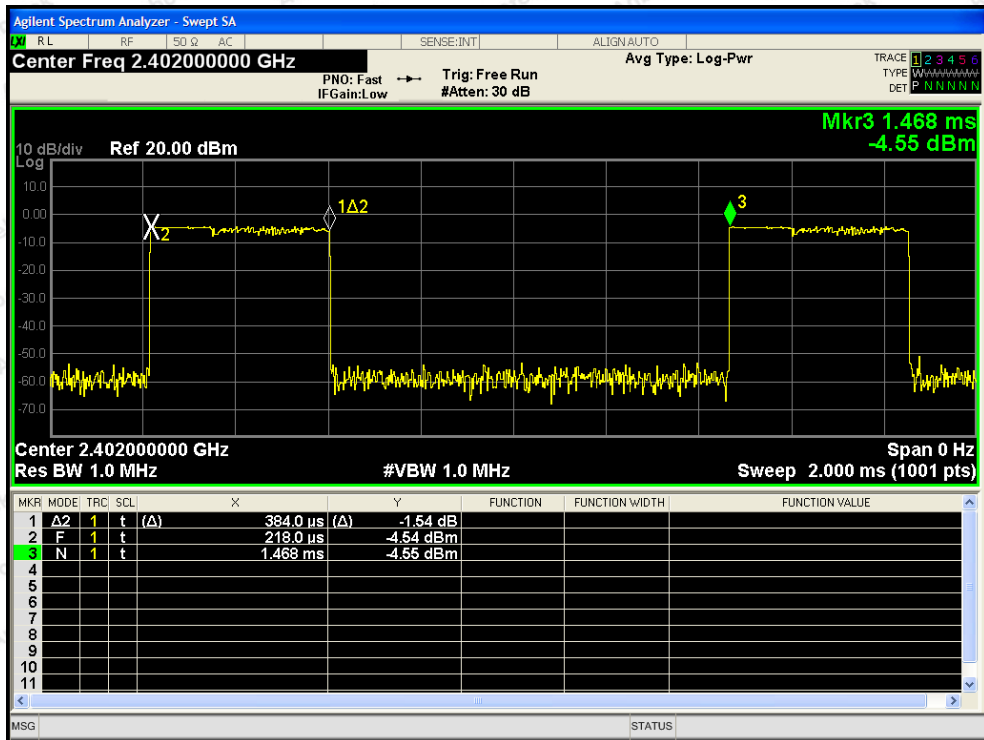 Agilent Spectrum Analyzer - Swept SA
LXI RL RF 50 Ω AC SENSE:INT ALIGNAUTO
Center Freq 2.402000000 GHz
Avg Type: Log-Pwr
TRACE 1 2 3 4 5 6
PNO: Fast Trig: Free Run
TYPE WWWWWW
IFGain:Low #Atten: 30 dB
DET P N N N N N
Mkr3 1.468 ms
-4.55 dBm
10 dB/div Ref 20.00 dBm
Log
10.0
0.00
-10.0
-20.0
-30.0
-40.0
-50.0
-60.0
-70.0
X2
1Δ2
3
Center 2.402000000 GHz Span 0 Hz
Res BW 1.0 MHz #VBW 1.0 MHz Sweep 2.000 ms (1001 pts)
MKR MODE TRC SCL X Y FUNCTION FUNCTION WIDTH FUNCTION VALUE
1 Δ2 1 t (Δ) 384.0 µs (Δ) -1.54 dB
2 F 1 t 218.0 µs -4.54 dBm
3 N 1 t 1.468 ms -4.55 dBm
4
5
6
7
8
9
10
11
MSG STATUS